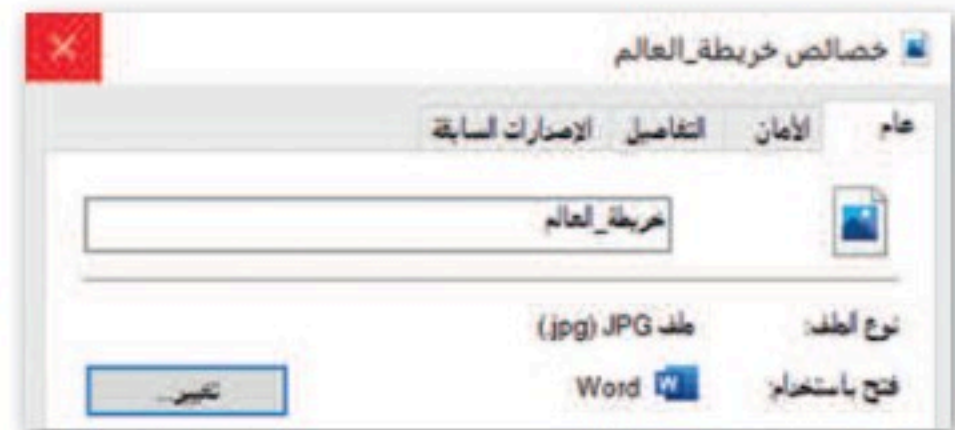 خصائص خريطة_العالم
عام الأمان التفاصيل الإصدارات السابقة
خريطة_العالم
نوع الملف: ملف JPG (.jpg)
فتح باستخدام: Word
تغيير...